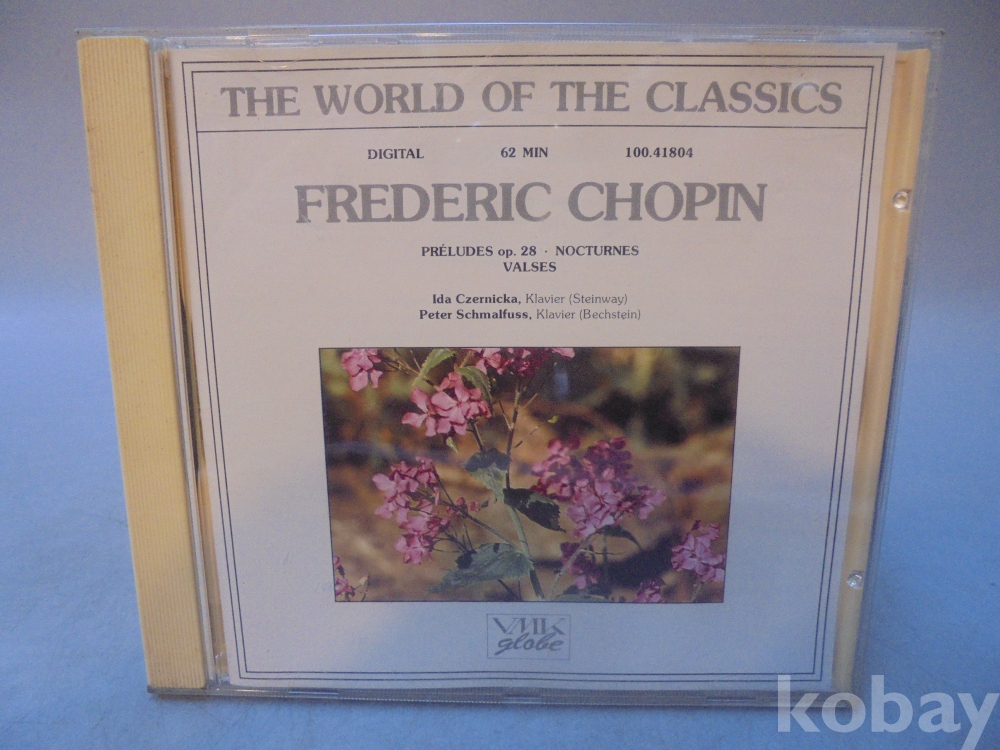 THE WORLD OF THE CLASSICS
DIGITAL 62 MIN 100.41804
FREDERIC CHOPIN
PRÉLUDES op. 28 · NOCTURNES
VALSES
Ida Czernicka, Klavier (Steinway)
Peter Schmalfuss, Klavier (Bechstein)
VMK
globe
kobay